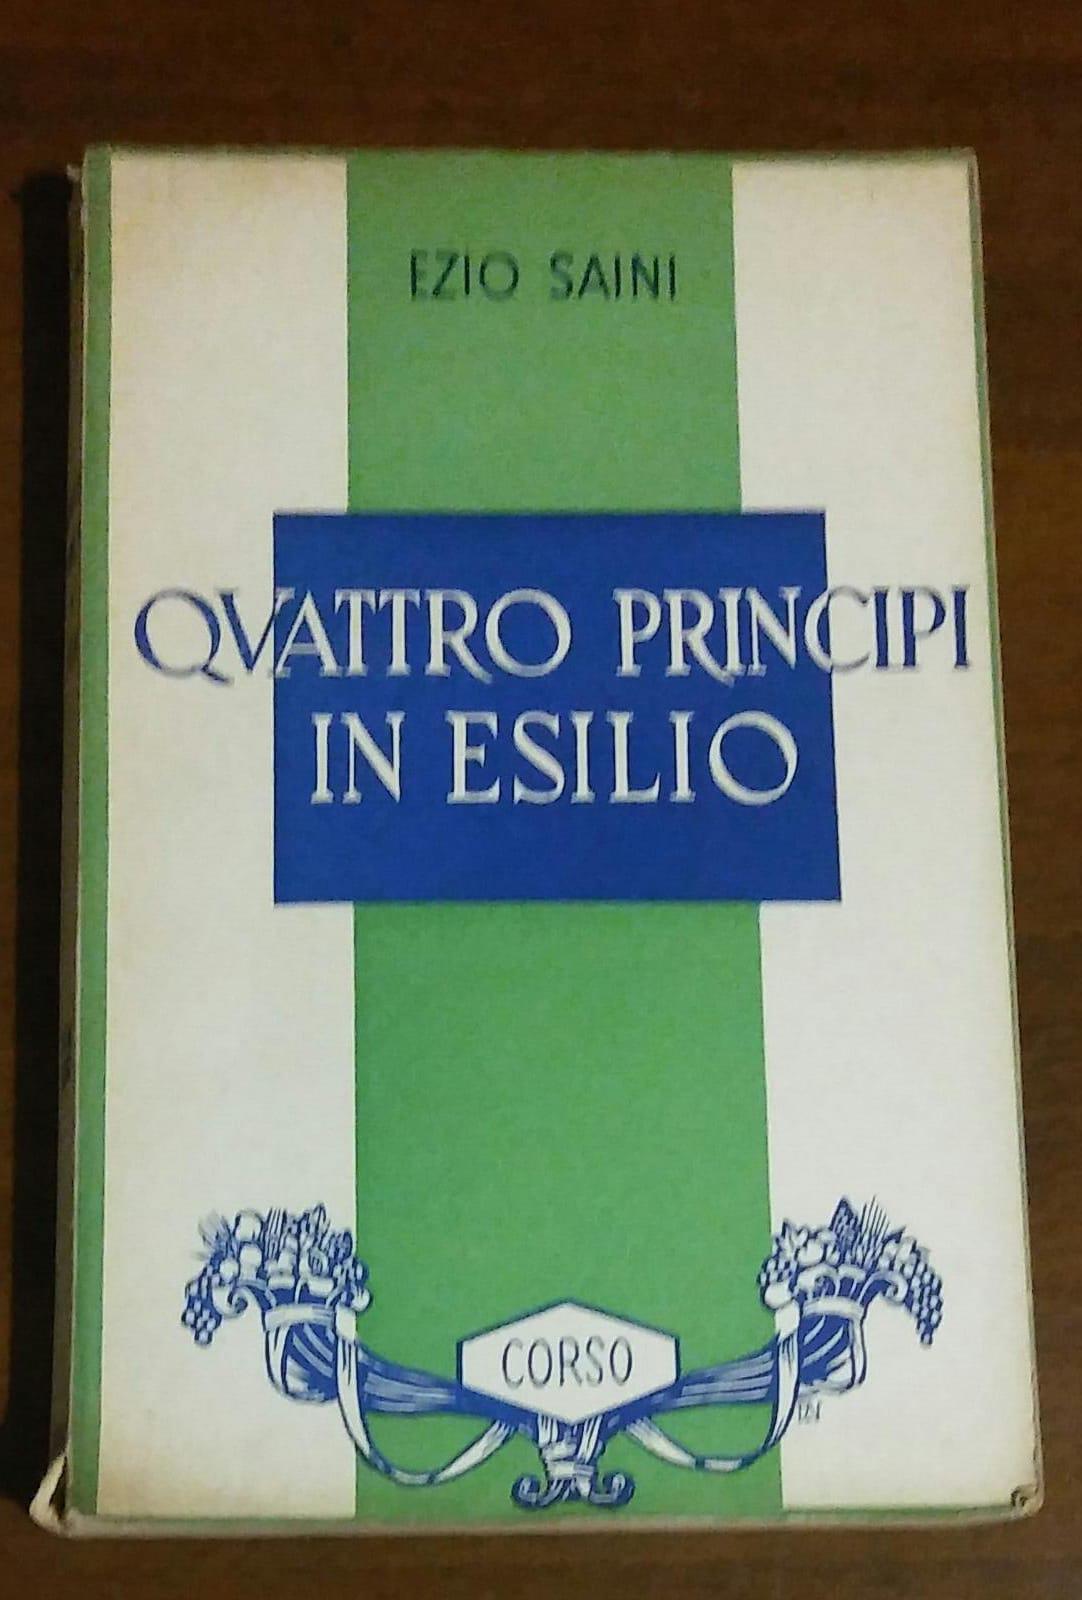 EZIO SAINI
QVATTRO PRINCIPI
IN ESILIO
CORSO